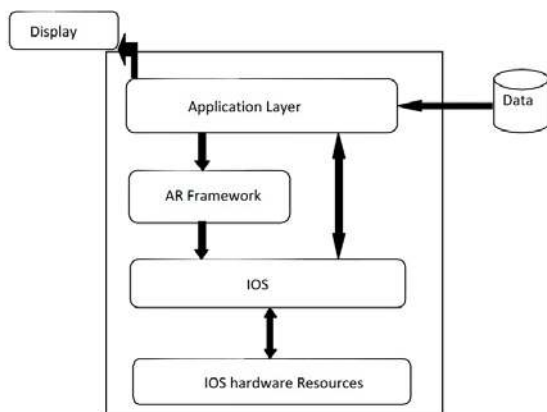 Display
Application Layer
Data
AR Framework
IOS
IOS hardware Resources